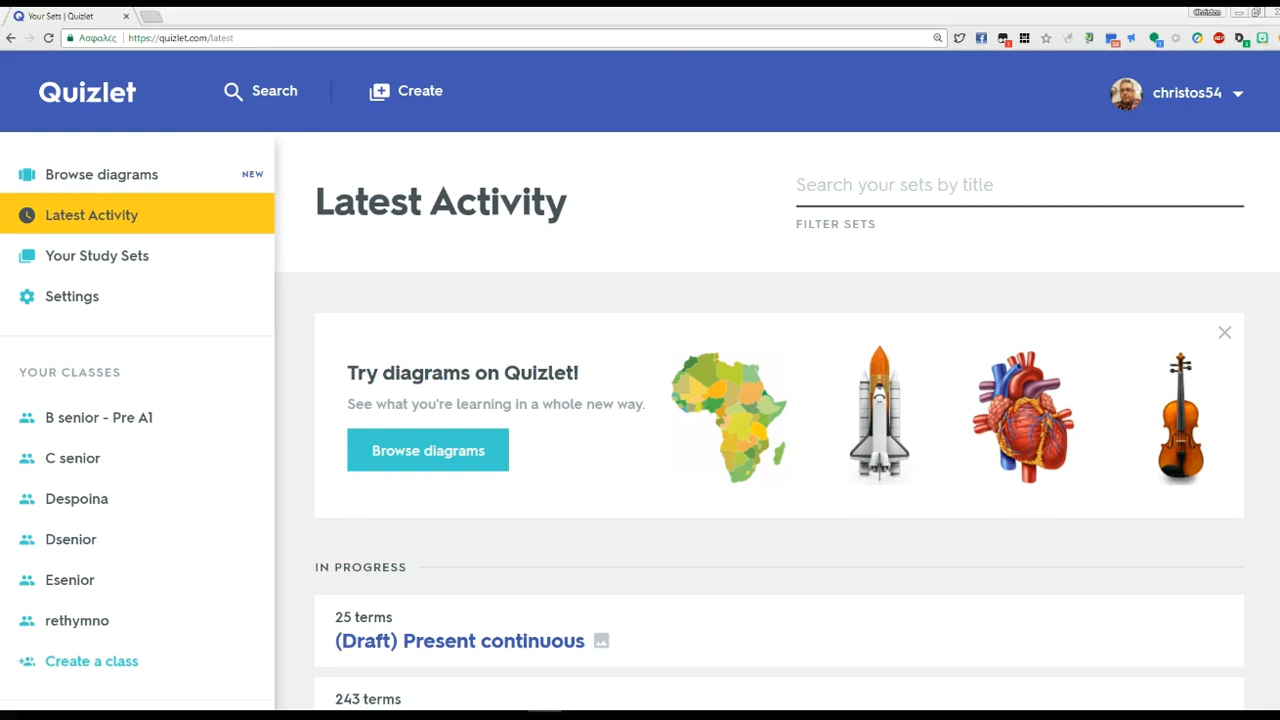 Your Sets | Quizlet
Christos
Ασφαλές
https://quizlet.com/latest
Quizlet
Search
Create
christos54
Browse diagrams
NEW
Latest Activity
Your Study Sets
Settings
YOUR CLASSES
B senior - Pre A1
C senior
Despoina
Dsenior
Esenior
rethymno
Create a class
Latest Activity
Search your sets by title
FILTER SETS
Try diagrams on Quizlet!
See what you're learning in a whole new way.
Browse diagrams
IN PROGRESS
25 terms
(Draft) Present continuous
243 terms